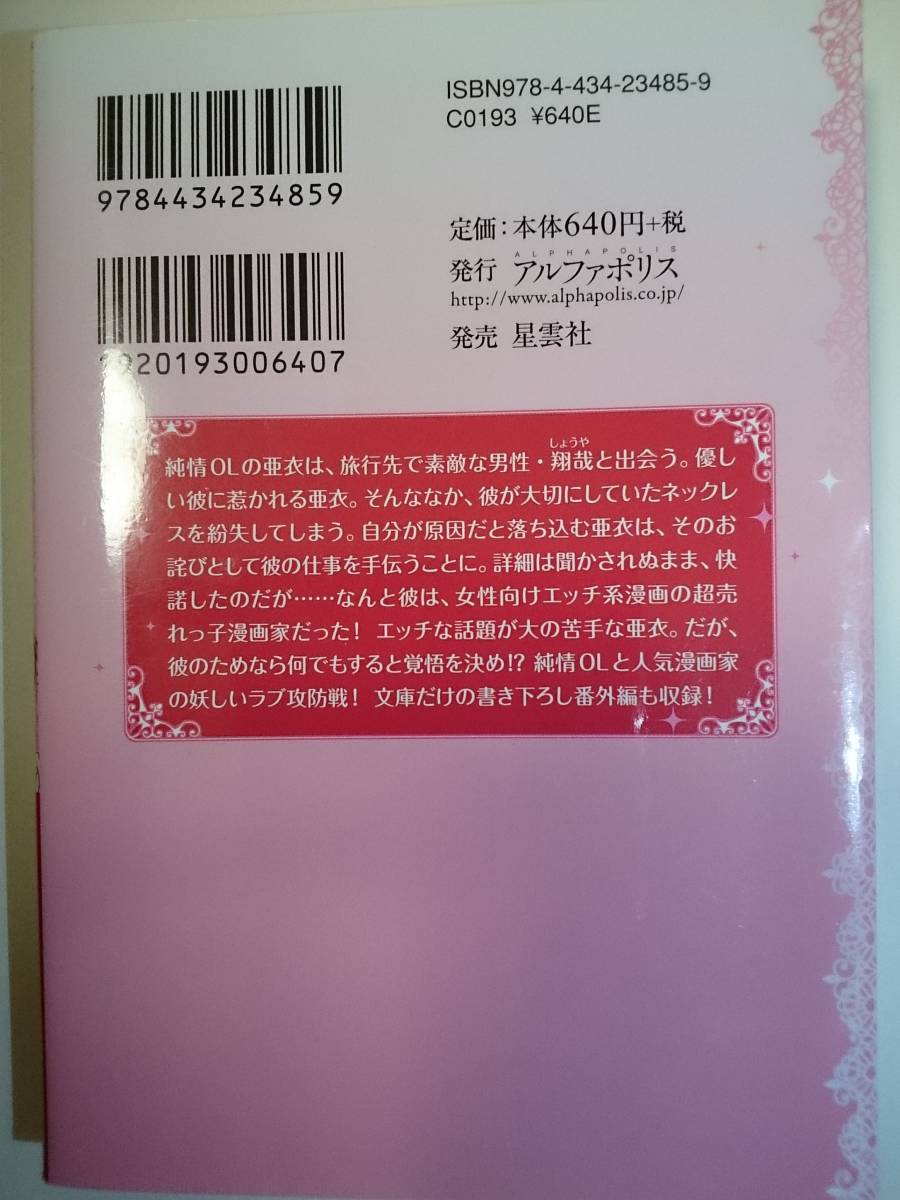 9784434234859
ISBN978-4-434-23485-9
C0193 ¥640E
1920193006407
定価:本体640円+税
ALPHAPOLIS
発行 アルファポリス
http://www.alphapolis.co.jp/
発売 星雲社
しょうや
純情OLの亜衣は、旅行先で素敵な男性・翔哉と出会う。優し
い彼に惹かれる亜衣。そんななか、彼が大切にしていたネックレ
スを紛失してしまう。自分が原因だと落ち込む亜衣は、そのお
詫びとして彼の仕事を手伝うことに。詳細は聞かされぬまま、快
諾したのだが……なんと彼は、女性向けエッチ系漫画の超売
れっ子漫画家だった! エッチな話題が大の苦手な亜衣。だが、
彼のためなら何でもすると覚悟を決め!? 純情OLと人気漫画家
の妖しいラブ攻防戦! 文庫だけの書き下ろし番外編も収録!